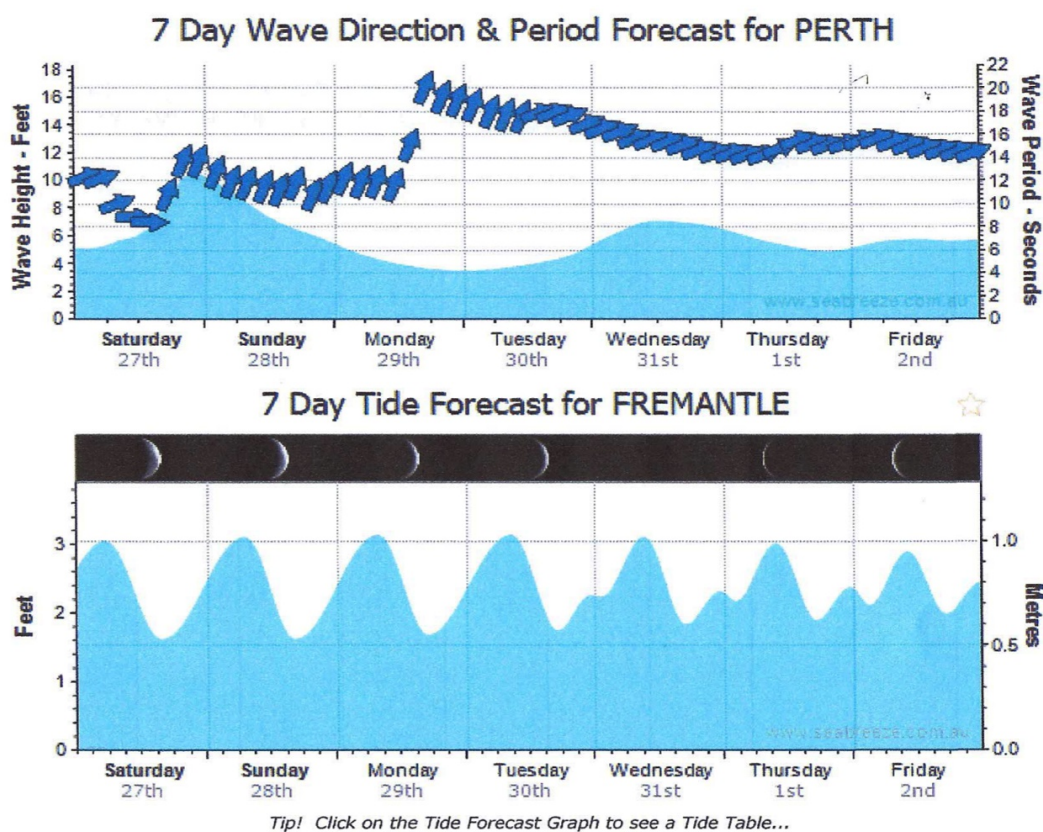 7 Day Wave Direction & Period Forecast for PERTH
Wave Height - Feet
18
16
14
12
10
8
6
4
2
0
22
20
18
16
14
12
10
8
6
4
2
0
Wave Period - Seconds
www.seabreeze.com.au
Saturday Sunday Monday Tuesday Wednesday Thursday Friday
27th 28th 29th 30th 31st 1st 2nd
7 Day Tide Forecast for FREMANTLE
Feet
3
2
1
0
1.0
0.5
0.0
Metres
www.seabreeze.com.au
Saturday Sunday Monday Tuesday Wednesday Thursday Friday
27th 28th 29th 30th 31st 1st 2nd
Tip! Click on the Tide Forecast Graph to see a Tide Table...